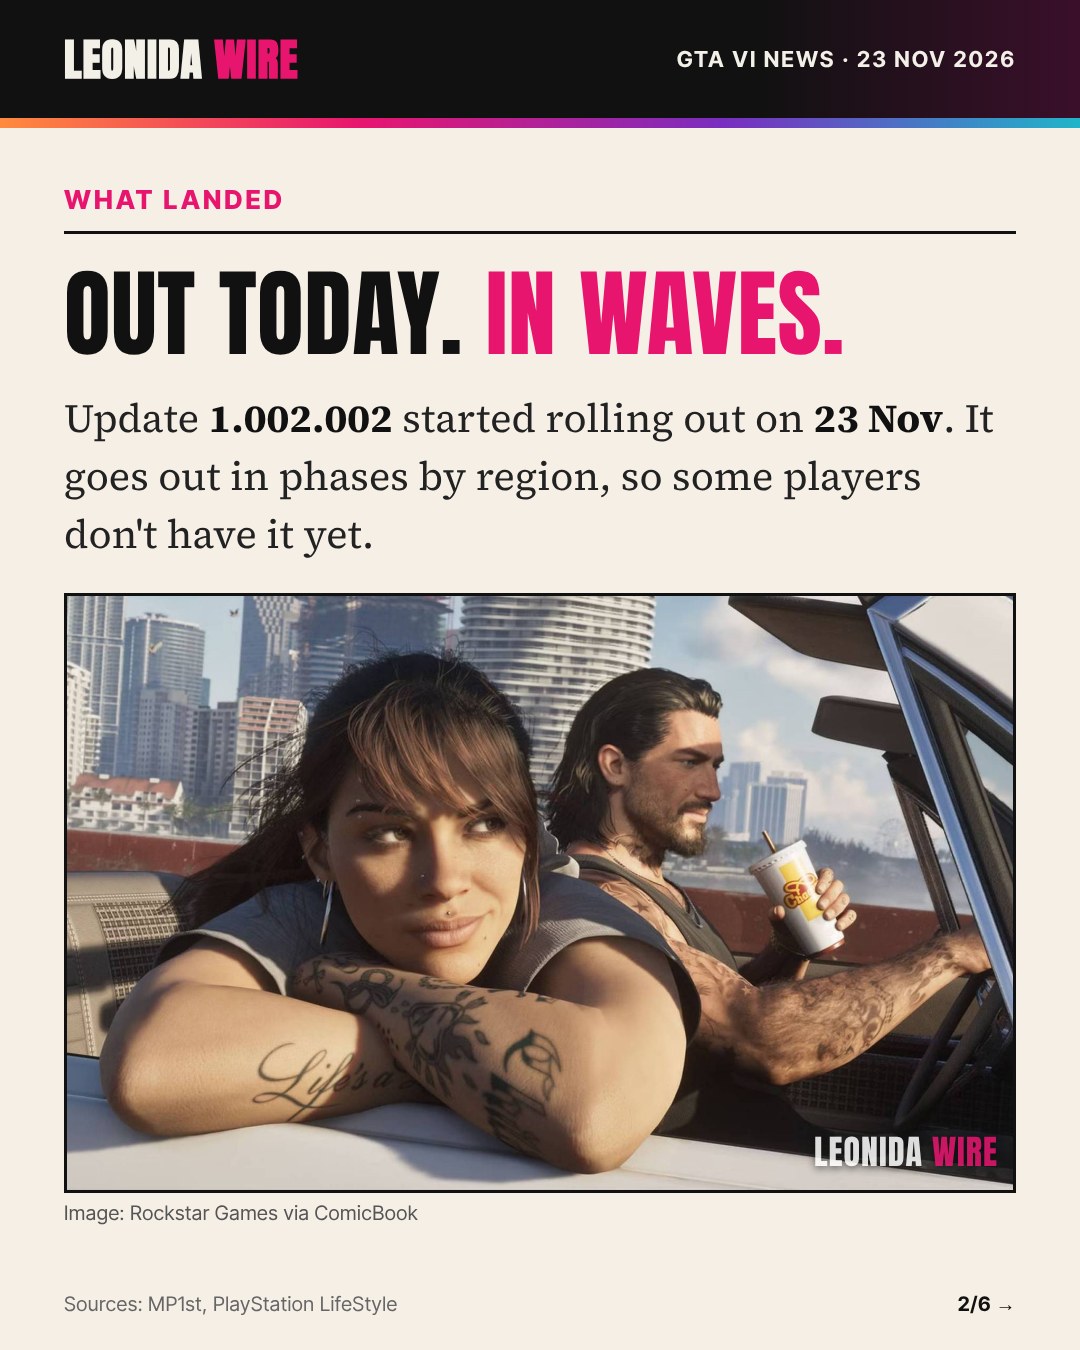 LEONIDA WIRE
GTA VI NEWS · 23 NOV 2026
WHAT LANDED
OUT TODAY. IN WAVES.
Update 1.002.002 started rolling out on 23 Nov. It
goes out in phases by region, so some players
don't have it yet.
Life's a
LEONIDA WIRE
Image: Rockstar Games via ComicBook
Sources: MP1st, PlayStation LifeStyle
2/6 →